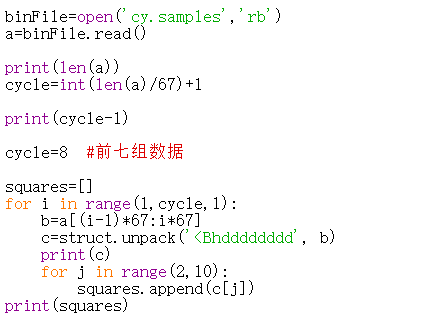 binFile=open('cy.samples','rb')
a=binFile.read()
print(len(a))
cycle=int(len(a)/67)+1
print(cycle-1)
cycle=8  #前七组数据
squares=[]
for i in range(1,cycle,1):
    b=a[(i-1)*67:i*67]
    c=struct.unpack('<Bhdddddddd', b)
    print(c)
    for j in range(2,10):
        squares.append(c[j])
print(squares)